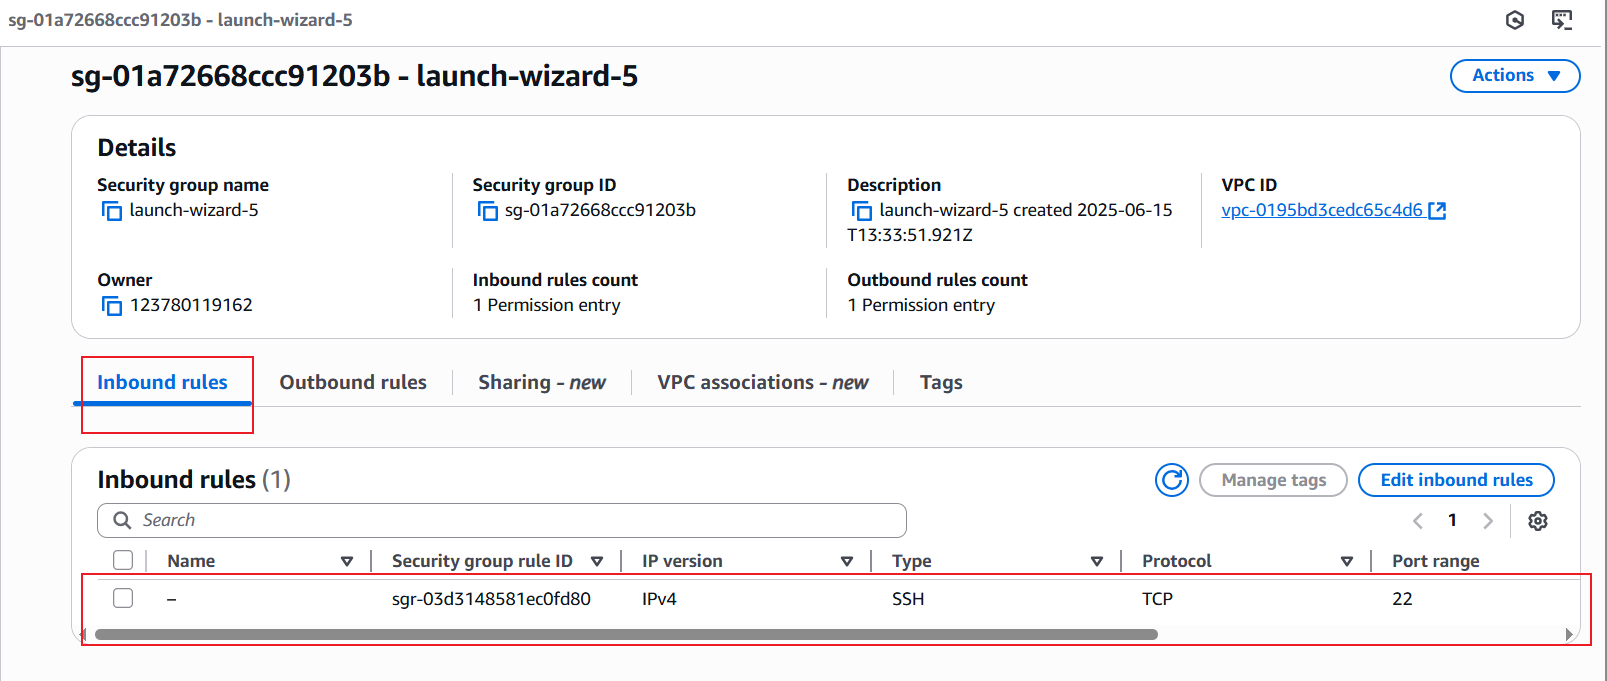 sg-01a72668ccc91203b - launch-wizard-5
sg-01a72668ccc91203b - launch-wizard-5
Actions
Details
Security group name
launch-wizard-5
Security group ID
sg-01a72668ccc91203b
Description
launch-wizard-5 created 2025-06-15
T13:33:51.921Z
VPC ID
vpc-0195bd3cedc65c4d6
Owner
123780119162
Inbound rules count
1 Permission entry
Outbound rules count
1 Permission entry
Inbound rules
Outbound rules
Sharing - new
VPC associations - new
Tags
Inbound rules (1)
Manage tags
Edit inbound rules
Search
1
Name
Security group rule ID
IP version
Type
Protocol
Port range
–
sgr-03d3148581ec0fd80
IPv4
SSH
TCP
22